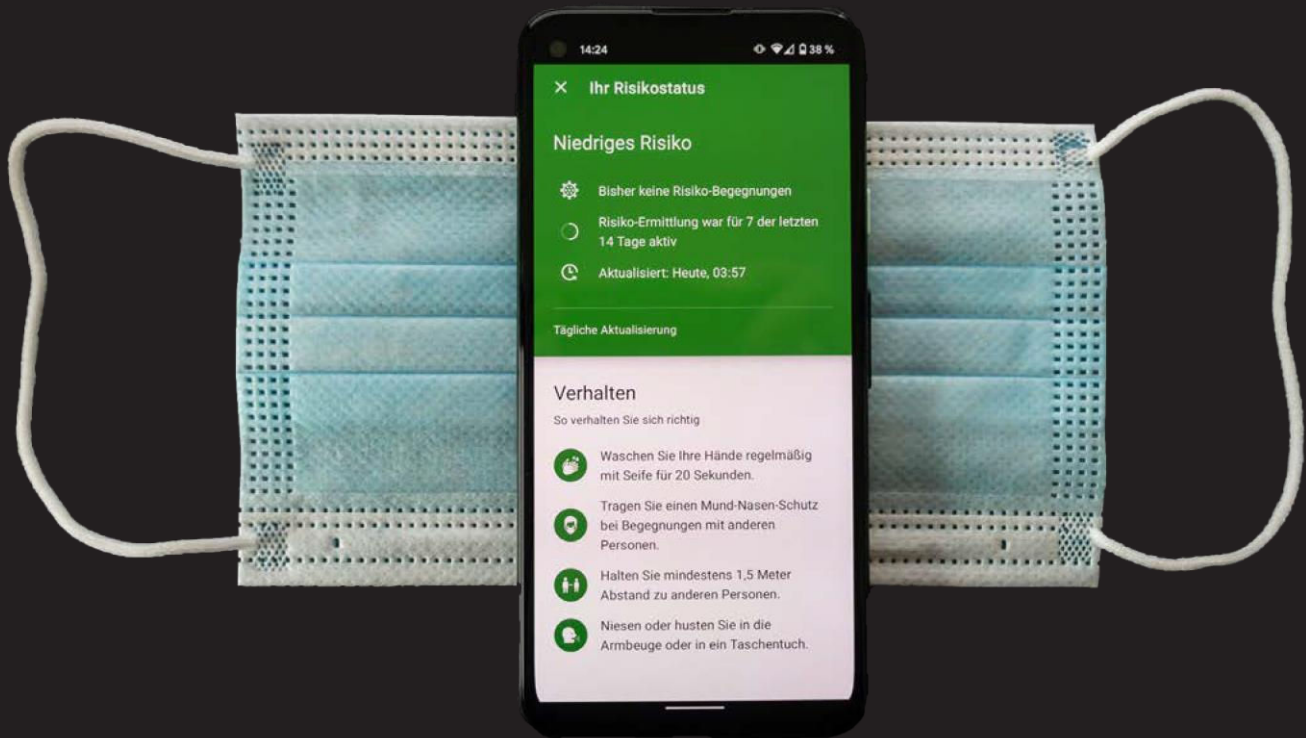 14:24
38 %
Ihr Risikostatus
Niedriges Risiko
Bisher keine Risiko-Begegnungen
Risiko-Ermittlung war für 7 der letzten
14 Tage aktiv
Aktualisiert: Heute, 03:57
Tägliche Aktualisierung
Verhalten
So verhalten Sie sich richtig
Waschen Sie Ihre Hände regelmäßig
mit Seife für 20 Sekunden.
Tragen Sie einen Mund-Nasen-Schutz
bei Begegnungen mit anderen
Personen.
Halten Sie mindestens 1,5 Meter
Abstand zu anderen Personen.
Niesen oder husten Sie in die
Armbeuge oder in ein Taschentuch.